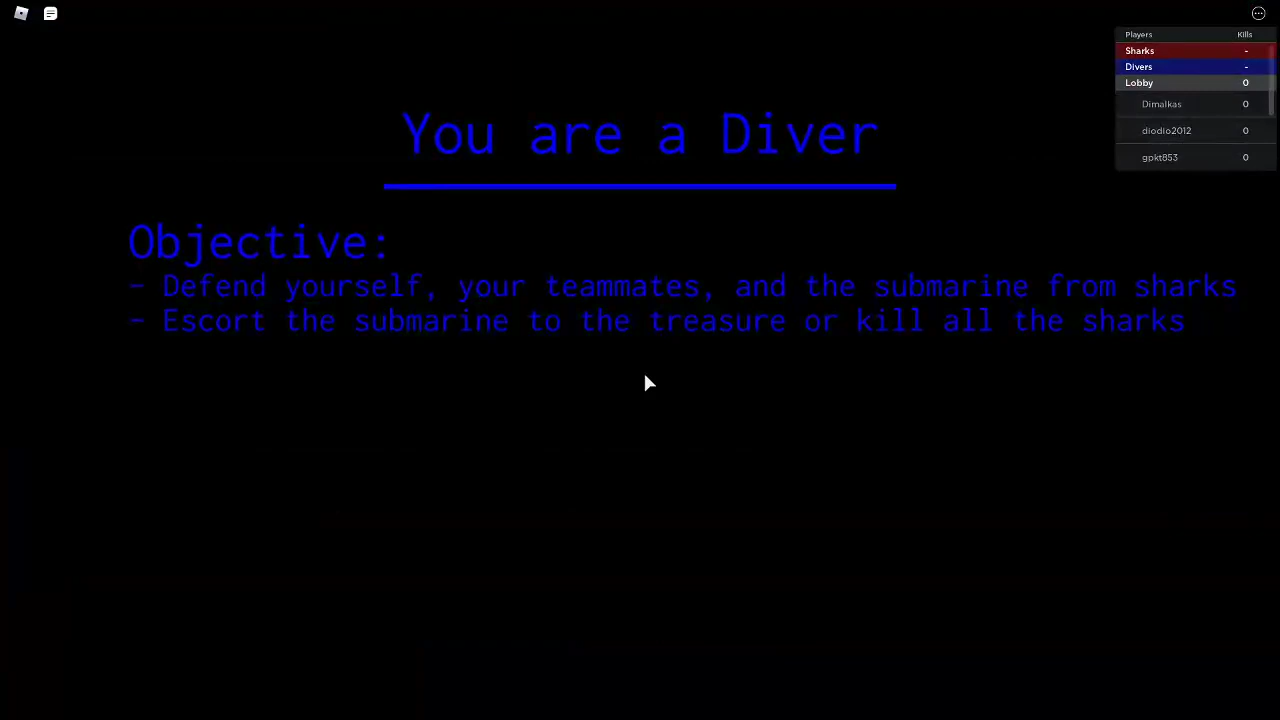 Players Kills
Sharks -
Divers -
Lobby 0
Dimalkas 0
diodio2012 0
gpkt853 0
You are a Diver
Objective:
- Defend yourself, your teammates, and the submarine from sharks
- Escort the submarine to the treasure or kill all the sharks